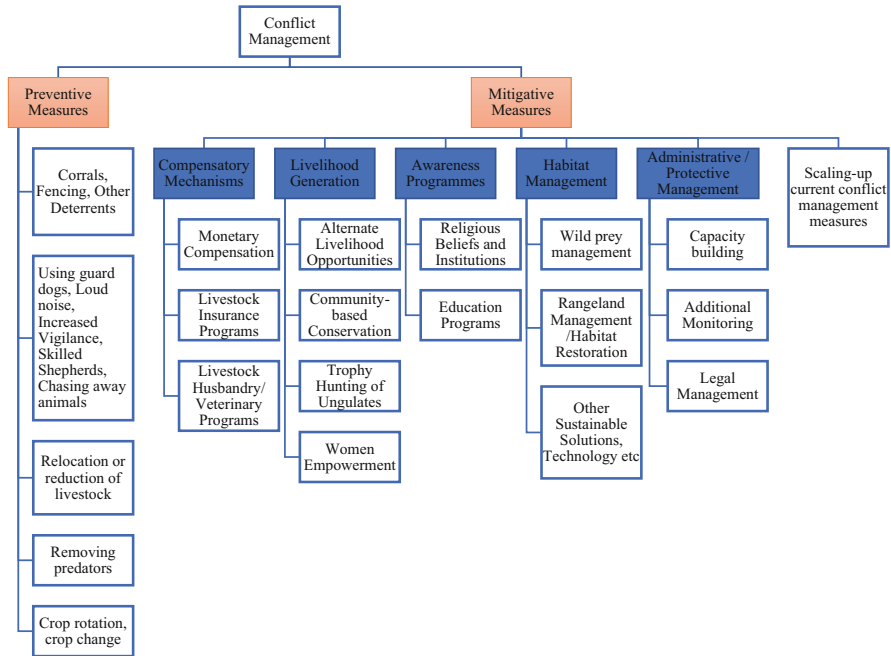 Conflict
Management
Preventive
Measures
Mitigative
Measures
Corrals,
Fencing, Other
Deterrents
Using guard
dogs, Loud
noise,
Increased
Vigilance,
Skilled
Shepherds,
Chasing away
animals
Relocation or
reduction of
livestock
Removing
predators
Crop rotation,
crop change
Compensatory
Mechanisms
Monetary
Compensation
Livestock
Insurance
Programs
Livestock
Husbandry/
Veterinary
Programs
Livelihood
Generation
Alternate
Livelihood
Opportunities
Community-
based
Conservation
Trophy
Hunting of
Ungulates
Women
Empowerment
Awareness
Programmes
Religious
Beliefs and
Institutions
Education
Programs
Habitat
Management
Wild prey
management
Rangeland
Management
/Habitat
Restoration
Other
Sustainable
Solutions,
Technology etc
Administrative /
Protective
Management
Capacity
building
Additional
Monitoring
Legal
Management
Scaling-up
current conflict
management
measures